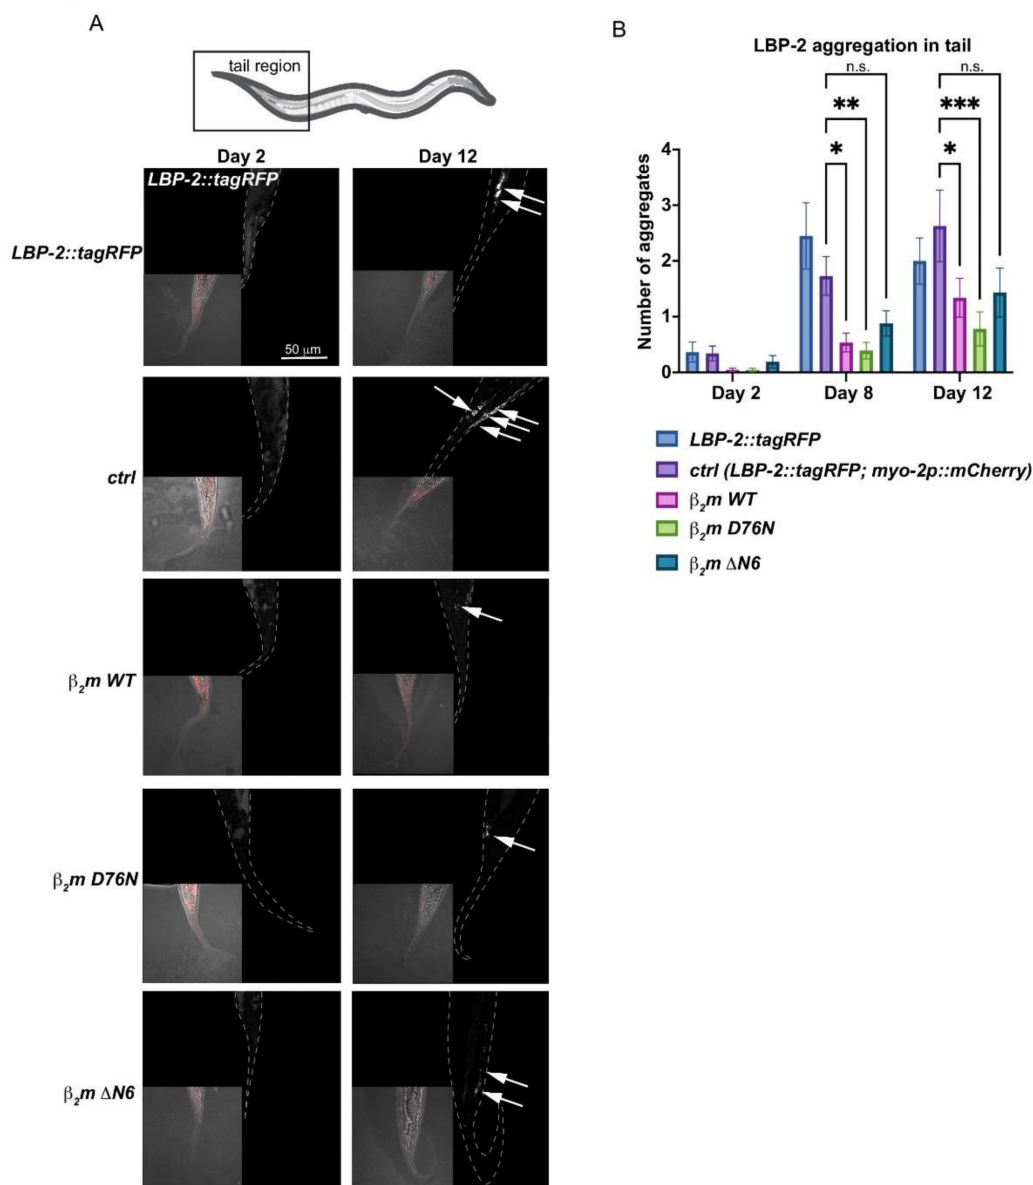 A
tail region
Day 2
Day 12
LBP-2::tagRFP
LBP-2::tagRFP
50 μm
ctrl
β₂m WT
β₂m D76N
β₂m ΔN6
B
LBP-2 aggregation in tail
n.s.
n.s.
**
***
*
*
Number of aggregates
4
3
2
1
0
Day 2
Day 8
Day 12
LBP-2::tagRFP
ctrl (LBP-2::tagRFP; myo-2p::mCherry)
β₂m WT
β₂m D76N
β₂m ΔN6